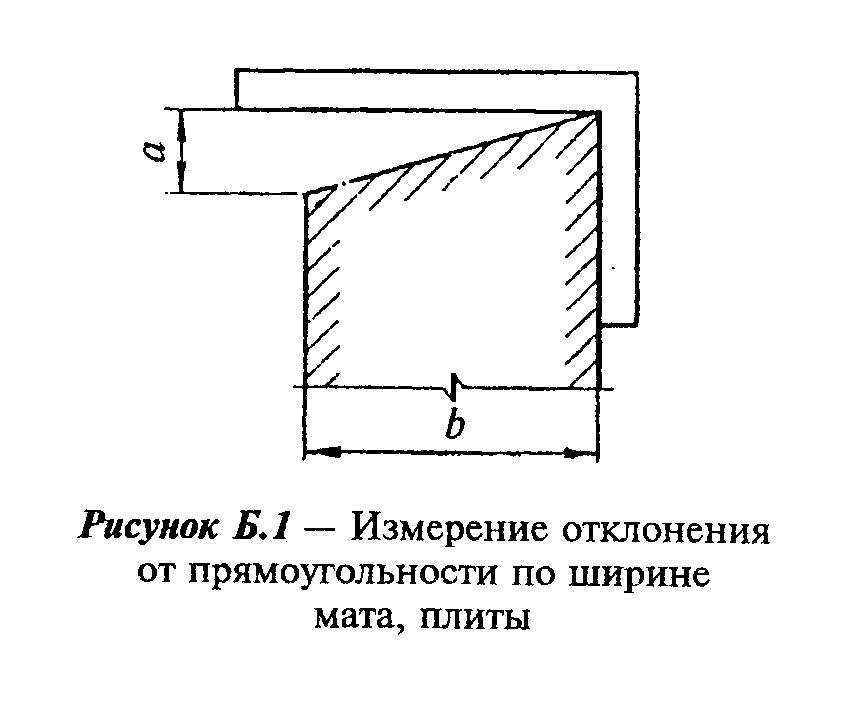 a
b
Рисунок Б.1 — Измерение отклонения
от прямоугольности по ширине
мата, плиты